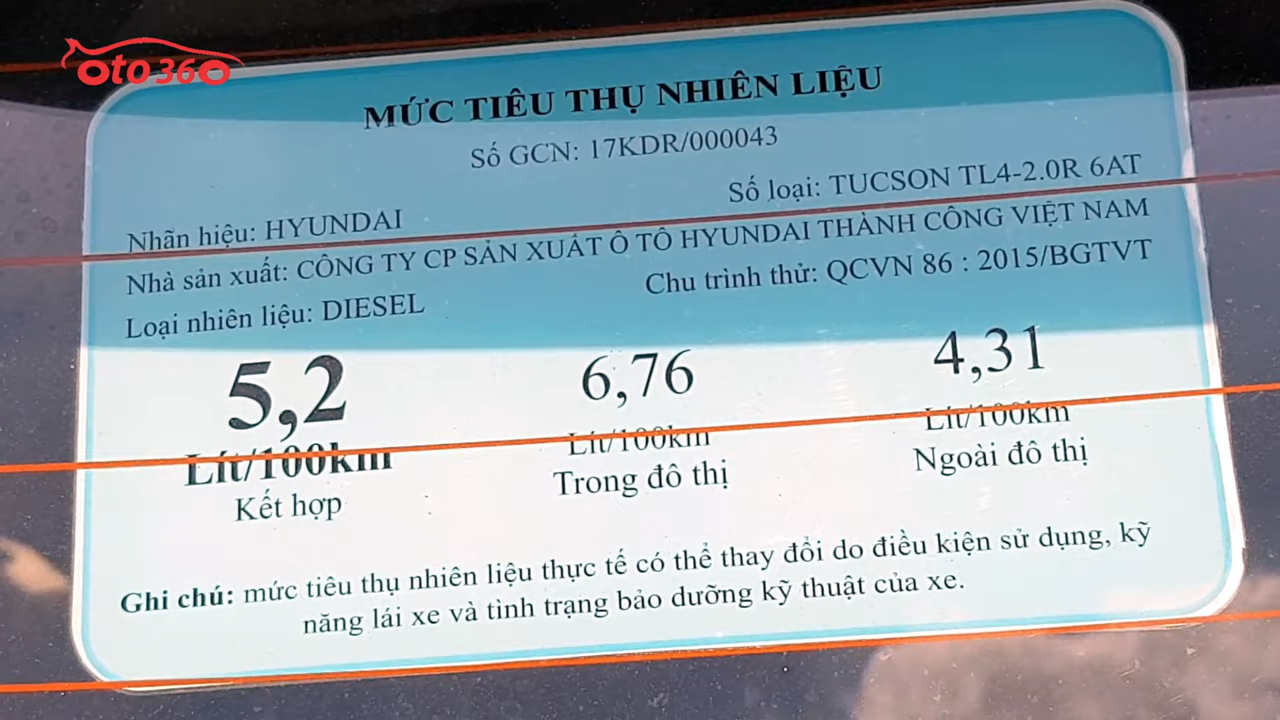 oto360
MỨC TIÊU THỤ NHIÊN LIỆU
Số GCN: 17KDR/000043
Nhãn hiệu: HYUNDAI Số loại: TUCSON TL4-2.0R 6AT
Nhà sản xuất: CÔNG TY CP SẢN XUẤT Ô TÔ HYUNDAI THÀNH CÔNG VIỆT NAM
Loại nhiên liệu: DIESEL Chu trình thử: QCVN 86 : 2015/BGTVT
5,2 6,76 4,31
Lít/100km Lít/100km Lít/100km
Kết hợp Trong đô thị Ngoài đô thị
Ghi chú: mức tiêu thụ nhiên liệu thực tế có thể thay đổi do điều kiện sử dụng, kỹ
năng lái xe và tình trạng bảo dưỡng kỹ thuật của xe.